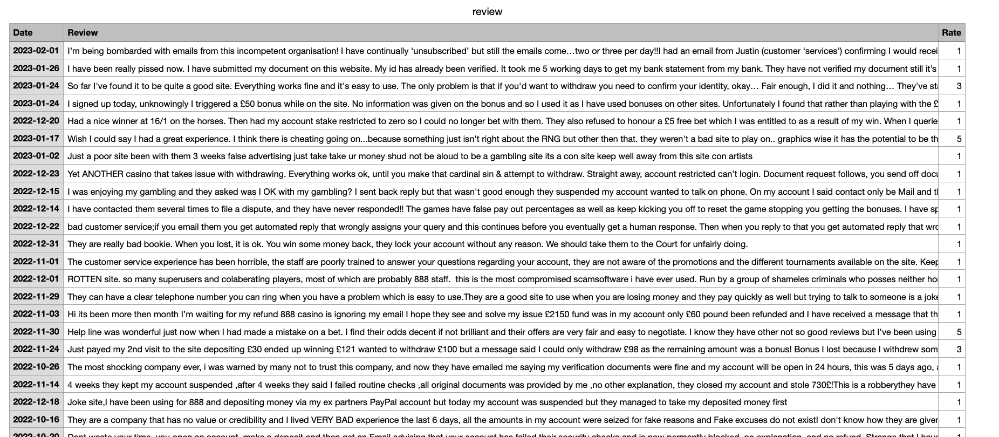 review
Date Review Rate
2023-02-01 I’m being bombarded with emails from this incompetent organisation! I have continually ‘unsubscribed’ but still the emails come…two or three per day!!I had an email from Justin (customer ‘services’) confirming I would recei 1
2023-01-26 I have been really pissed now. I have submitted my document on this website. My id has already been verified. It took me 5 working days to get my bank statement from my bank. They have not verified my document still it’s 1
2023-01-24 So far I've found it to be quite a good site. Everything works fine and it's easy to use. The only problem is that if you'd want to withdraw you need to confirm your identity, okay… Fair enough, I did it and nothing… They've sta 3
2023-01-24 I signed up today, unknowingly I triggered a £50 bonus while on the site. No information was given on the bonus and so I used it as I have used bonuses on other sites. Unfortunately I found that rather than playing with the £ 1
2022-12-20 Had a nice winner at 16/1 on the horses. Then had my account stake restricted to zero so I could no longer bet with them. They also refused to honour a £5 free bet which I was entitled to as a result of my win. When I querie 1
2023-01-17 Wish I could say I had a great experience. I think there is cheating going on...because something just isn't right about the RNG but other then that. they weren't a bad site to play on.. graphics wise it has the potential to be th 5
2023-01-02 Just a poor site been with them 3 weeks false advertising just take take ur money shud not be aloud to be a gambling site its a con site keep well away from this site con artists 1
2022-12-23 Yet ANOTHER casino that takes issue with withdrawing. Everything works ok, until you make that cardinal sin & attempt to withdraw. Straight away, account restricted can’t login. Document request follows, you send off docu 1
2022-12-15 I was enjoying my gambling and they asked was I OK with my gambling? I sent back reply but that wasn't good enough they suspended my account wanted to talk on phone. On my account I said contact only be Mail and th 1
2022-12-14 I have contacted them several times to file a dispute, and they have never responded!! The games have false pay out percentages as well as keep kicking you off to reset the game stopping you getting the bonuses. I have sp 1
2022-12-22 bad customer service;if you email them you get automated reply that wrongly assigns your query and this continues before you eventually get a human response. Then when you reply to that you get automated reply that wro 1
2022-12-31 They are really bad bookie. When you lost, it is ok. You win some money back, they lock your account without any reason. We should take them to the Court for unfairly doing. 1
2022-11-01 The customer service experience has been horrible, the staff are poorly trained to answer your questions regarding your account, they are not aware of the promotions and the different tournaments available on the site. Keep 1
2022-12-01 ROTTEN site. so many superusers and colaberating players, most of which are probably 888 staff.  this is the most compromised scamsoftware i have ever used. Run by a group of shameles criminals who posses neither hor 1
2022-11-29 They can have a clear telephone number you can ring when you have a problem which is easy to use.They are a good site to use when you are losing money and they pay quickly as well but trying to talk to someone is a joke 1
2022-11-03 Hi its been more then month I’m waiting for my refund 888 casino is ignoring my email I hope they see and solve my issue £2150 fund was in my account only £60 pound been refunded and I have received a message that th 1
2022-11-30 Help line was wonderful just now when I had made a mistake on a bet. I find their odds decent if not brilliant and their offers are very fair and easy to negotiate. I know they have other not so good reviews but I've been using 5
2022-11-24 Just payed my 2nd visit to the site depositing £30 ended up winning £121 wanted to withdraw £100 but a message said I could only withdraw £98 as the remaining amount was a bonus! Bonus I lost because I withdrew som 3
2022-10-26 The most shocking company ever, i was warned by many not to trust this company, and now they have emailed me saying my verification documents were fine and my account will be open in 24 hours, this was 5 days ago, 1
2022-11-14 4 weeks they kept my account suspended ,after 4 weeks they said I failed routine checks ,all original documents was provided by me ,no other explanation, they closed my account and stole 730£!This is a robberythey have 1
2022-12-18 Joke site,I have been using for 888 and depositing money via my ex partners PayPal account but today my account was suspended but they managed to take my deposited money first 1
2022-10-16 They are a company that has no value or credibility and I lived VERY BAD experience the last 6 days, all the amounts in my account were seized for fake reasons and Fake excuses do not existI don't know how they are given 1
2022-10-20 Dont waste your time, you open an account, make a deposit and then get an Email advising that your account has failed their security checks and is now permantly blocked, no explanation, and no refund. Strange that I have 1